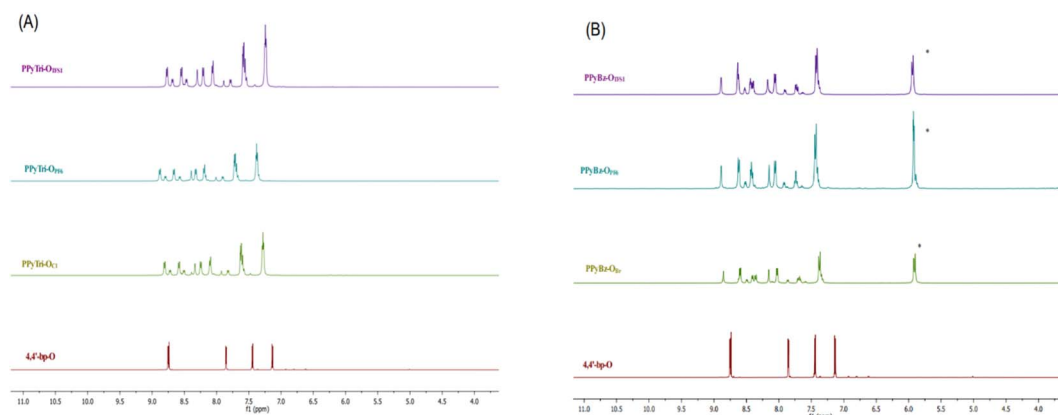 (A)
PPyTri-OTFSI
PPyTri-OPF6
PPyTri-OCl
4,4'-bp-O
11.0 10.5 10.0 9.5 9.0 8.5 8.0 7.5 7.0 6.5 6.0 5.5 5.0 4.5 4.0
f1 (ppm)
(B)
*
PPyBz-OTFSI
*
PPyBz-OPF6
*
PPyBz-OBr
4,4'-bp-O
11.0 10.5 10.0 9.5 9.0 8.5 8.0 7.5 7.0 6.5 6.0 5.5 5.0 4.5 4.0